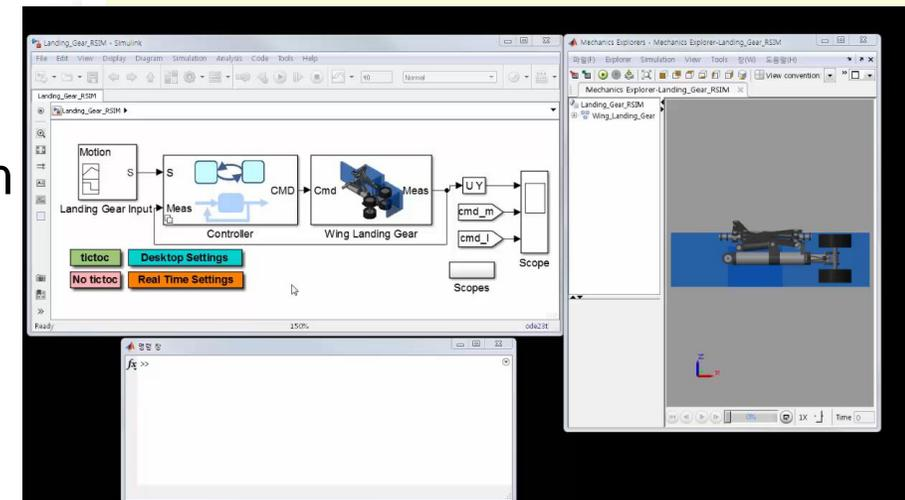 n
Landing_Gear_RSIM - Simulink
File Edit View Display Diagram Simulation Analysis Code Tools Help
10 Normal
Landing_Gear_RSIM
Landing_Gear_RSIM
Motion
S
S
Meas
CMD
Cmd
Meas
U Y
cmd_m
cmd_l
Landing Gear Input
Controller
Wing Landing Gear
Scope
Scopes
tictoc
Desktop Settings
No tictoc
Real Time Settings
Ready 150% ode23t
Mechanics Explorers - Mechanics Explorer-Landing_Gear_RSIM
파일(F) Explorer Simulation View Tools 창(W) 도움말(H)
View convention
Mechanics Explorer-Landing_Gear_RSIM
Landing_Gear_RSIM
Wing_Landing_Gear
z
x
0% 1X Time 0
명령 창
fx >>